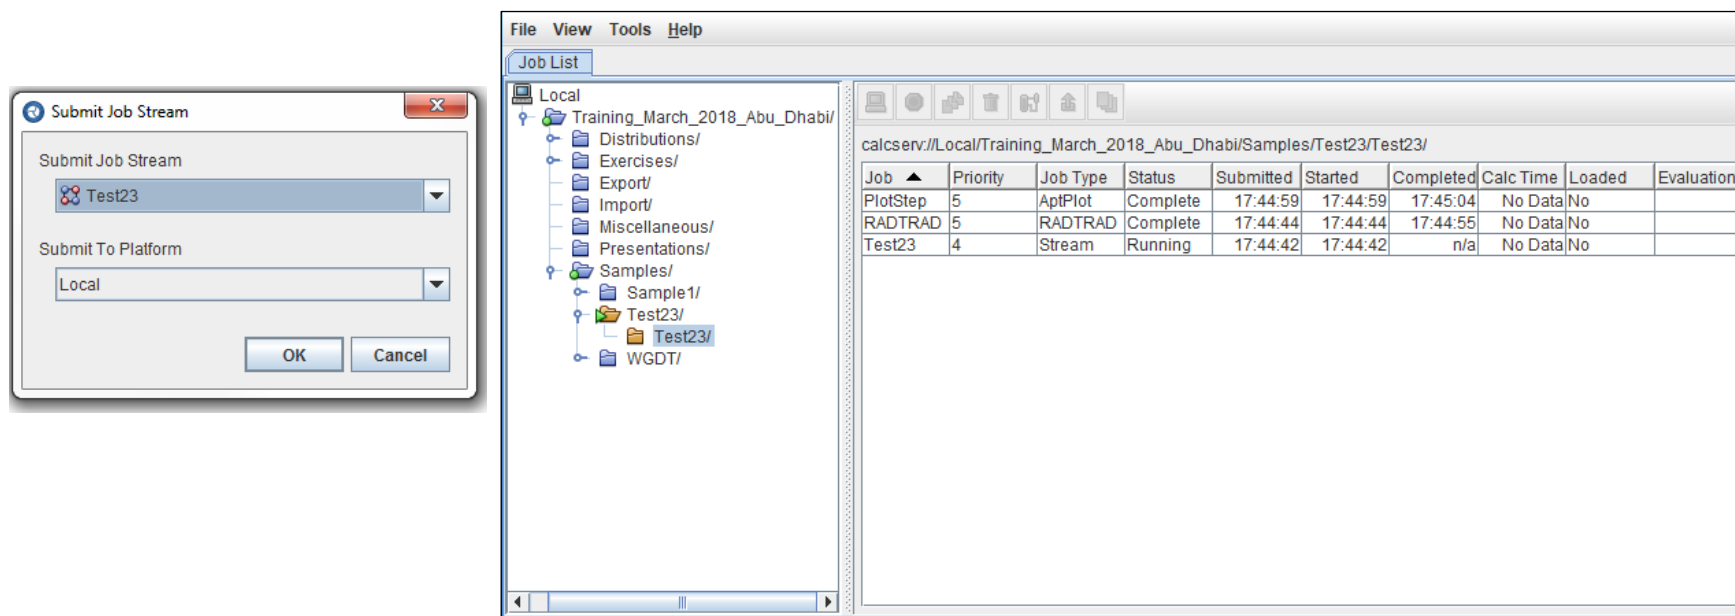 Submit Job Stream
Submit Job Stream
Test23
Submit To Platform
Local
OK Cancel
File View Tools Help
Job List
Local
Training_March_2018_Abu_Dhabi/
Distributions/
Exercises/
Export/
Import/
Miscellaneous/
Presentations/
Samples/
Sample1/
Test23/
Test23/
WGDT/
calcserv://Local/Training_March_2018_Abu_Dhabi/Samples/Test23/Test23/
Job Priority Job Type Status Submitted Started Completed Calc Time Loaded Evaluation
PlotStep 5 AptPlot Complete 17:44:59 17:44:59 17:45:04 No Data No
RADTRAD 5 RADTRAD Complete 17:44:44 17:44:44 17:44:55 No Data No
Test23 4 Stream Running 17:44:42 17:44:42 n/a No Data No